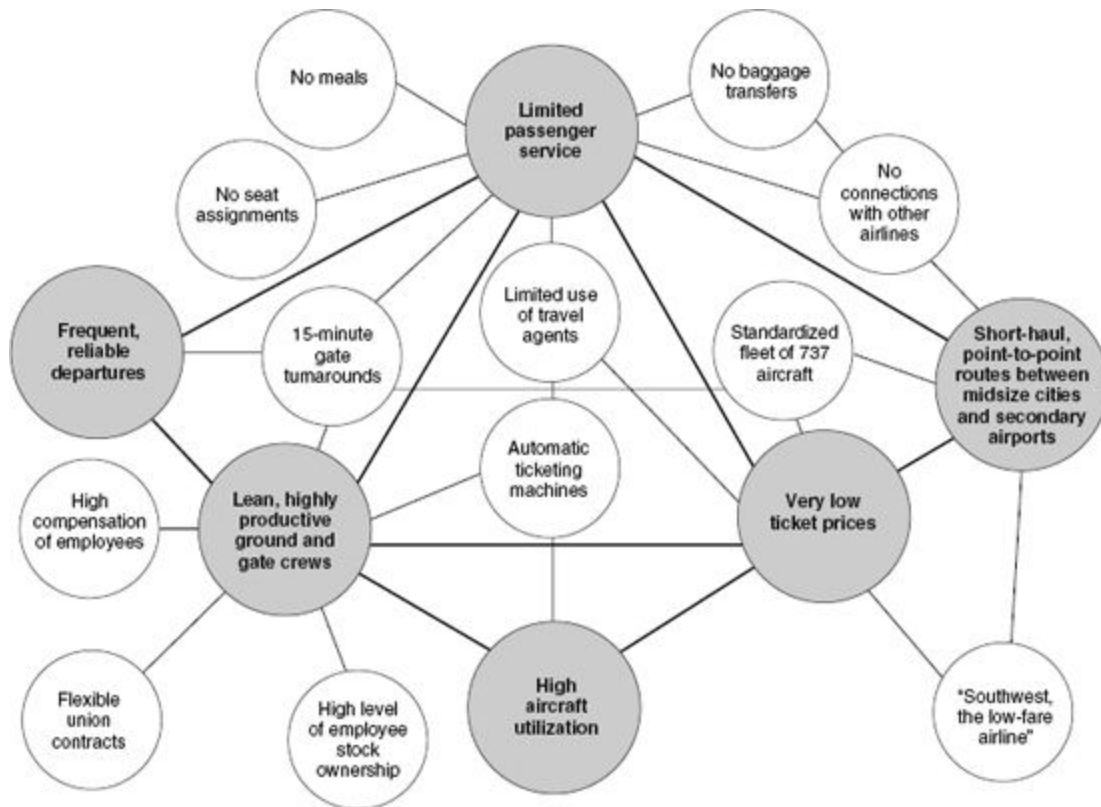 No meals
Limited
passenger
service
No baggage
transfers
No seat
assignments
No
connections
with other
airlines
Frequent,
reliable
departures
15-minute
gate
turnarounds
Limited use
of travel
agents
Standardized
fleet of 737
aircraft
Short-haul,
point-to-point
routes between
midsize cities
and secondary
airports
High
compensation
of employees
Lean, highly
productive
ground and
gate crews
Automatic
ticketing
machines
Very low
ticket prices
Flexible
union
contracts
High level
of employee
stock
ownership
High
aircraft
utilization
"Southwest,
the low-fare
airline"